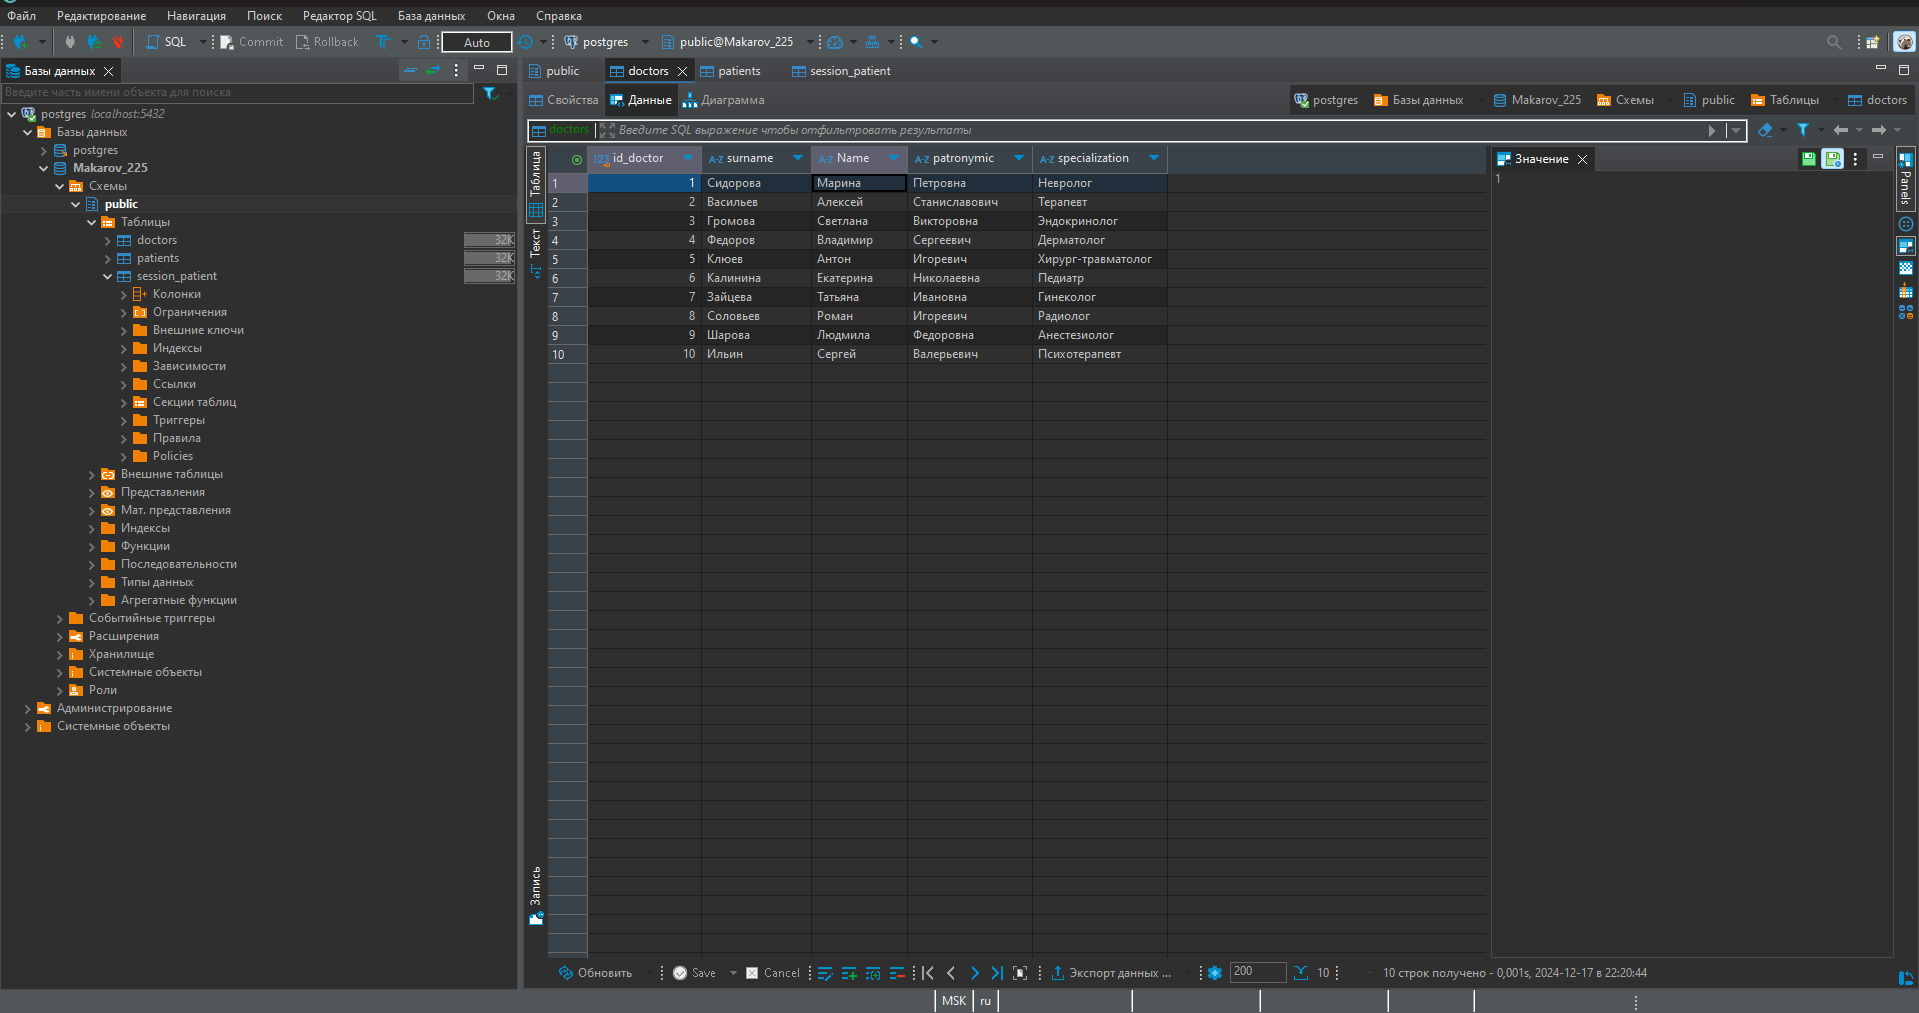 Файл Редактирование Навигация Поиск Редактор SQL База данных Окна Справка
SQL Commit Rollback Auto postgres public@Makarov_225
Базы данных
Введите часть имени объекта для поиска
postgres localhost:5432
Базы данных
postgres
Makarov_225
Схемы
public
Таблицы
doctors 32K
patients 32K
session_patient 32K
Колонки
Ограничения
Внешние ключи
Индексы
Зависимости
Ссылки
Секции таблиц
Триггеры
Правила
Policies
Внешние таблицы
Представления
Мат. представления
Индексы
Функции
Последовательности
Типы данных
Агрегатные функции
Событийные триггеры
Расширения
Хранилище
Системные объекты
Роли
Администрирование
Системные объекты
public doctors patients session_patient
Свойства Данные Диаграмма
postgres Базы данных Makarov_225 Схемы public Таблицы doctors
doctors Введите SQL выражение чтобы отфильтровать результаты
Таблица
Текст
Запись
123 id_doctor A-Z surname A-Z Name A-Z patronymic A-Z specialization
1 1 Сидорова Марина Петровна Невролог
2 2 Васильев Алексей Станиславович Терапевт
3 3 Громова Светлана Викторовна Эндокринолог
4 4 Федоров Владимир Сергеевич Дерматолог
5 5 Клюев Антон Игоревич Хирург-травматолог
6 6 Калинина Екатерина Николаевна Педиатр
7 7 Зайцева Татьяна Ивановна Гинеколог
8 8 Соловьев Роман Игоревич Радиолог
9 9 Шарова Людмила Федоровна Анестезиолог
10 10 Ильин Сергей Валерьевич Психотерапевт
Значение
1
Panels
Обновить Save Cancel Экспорт данных ... 200 10 10 строк получено - 0,001s, 2024-12-17 в 22:20:44
MSK ru